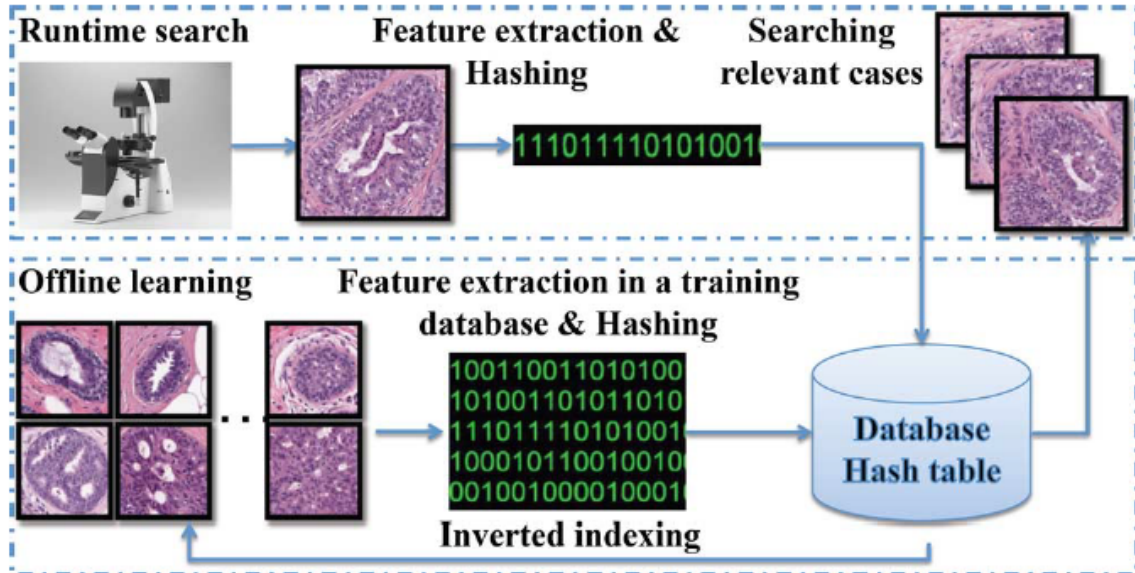 Runtime search
Feature extraction &
Hashing
Searching
relevant cases
111011110101001
Offline learning
Feature extraction in a training
database & Hashing
100110011010100
101001101011010
111011110101001
100010110010010
001001000010001
...
Database
Hash table
Inverted indexing